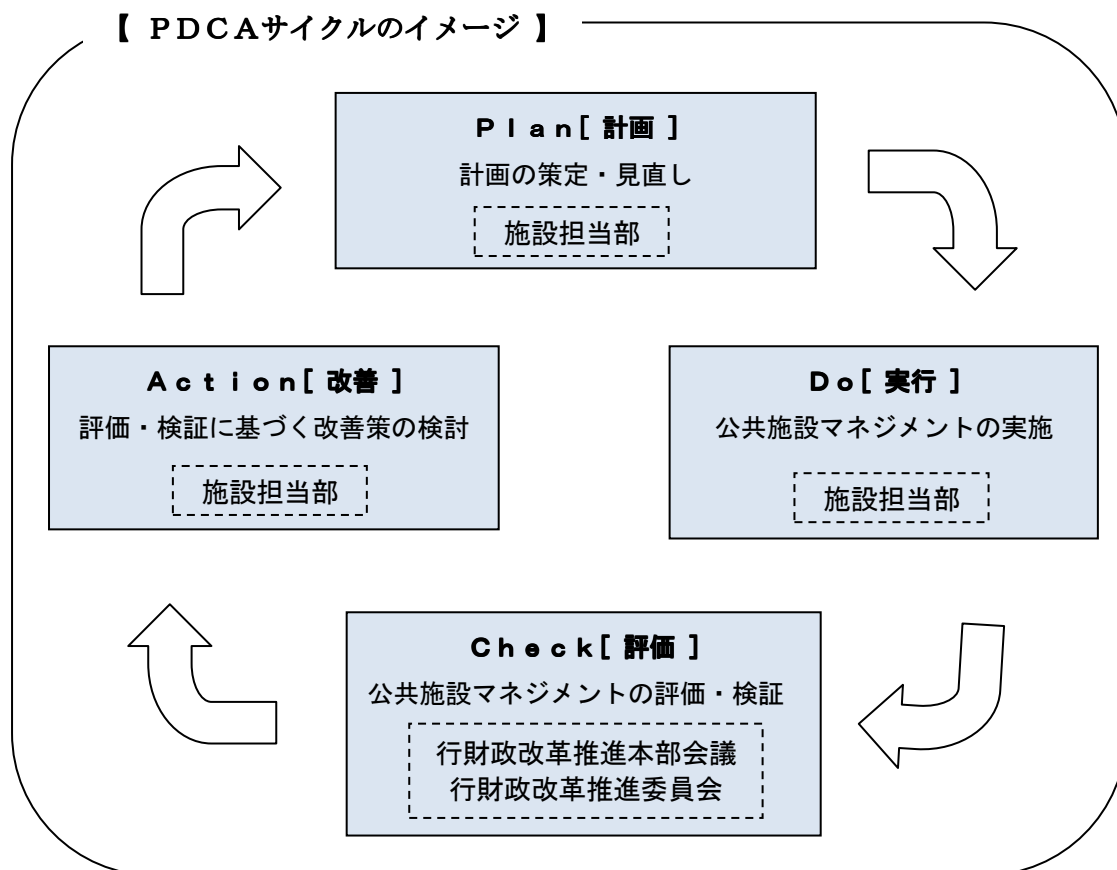 【 ＰＤＣＡサイクルのイメージ 】
Ｐｌａｎ[ 計画 ]
計画の策定・見直し
施設担当部
Ａｃｔｉｏｎ[ 改善 ]
評価・検証に基づく改善策の検討
施設担当部
Ｄｏ[ 実行 ]
公共施設マネジメントの実施
施設担当部
Ｃｈｅｃｋ[ 評価 ]
公共施設マネジメントの評価・検証
行財政改革推進本部会議
行財政改革推進委員会